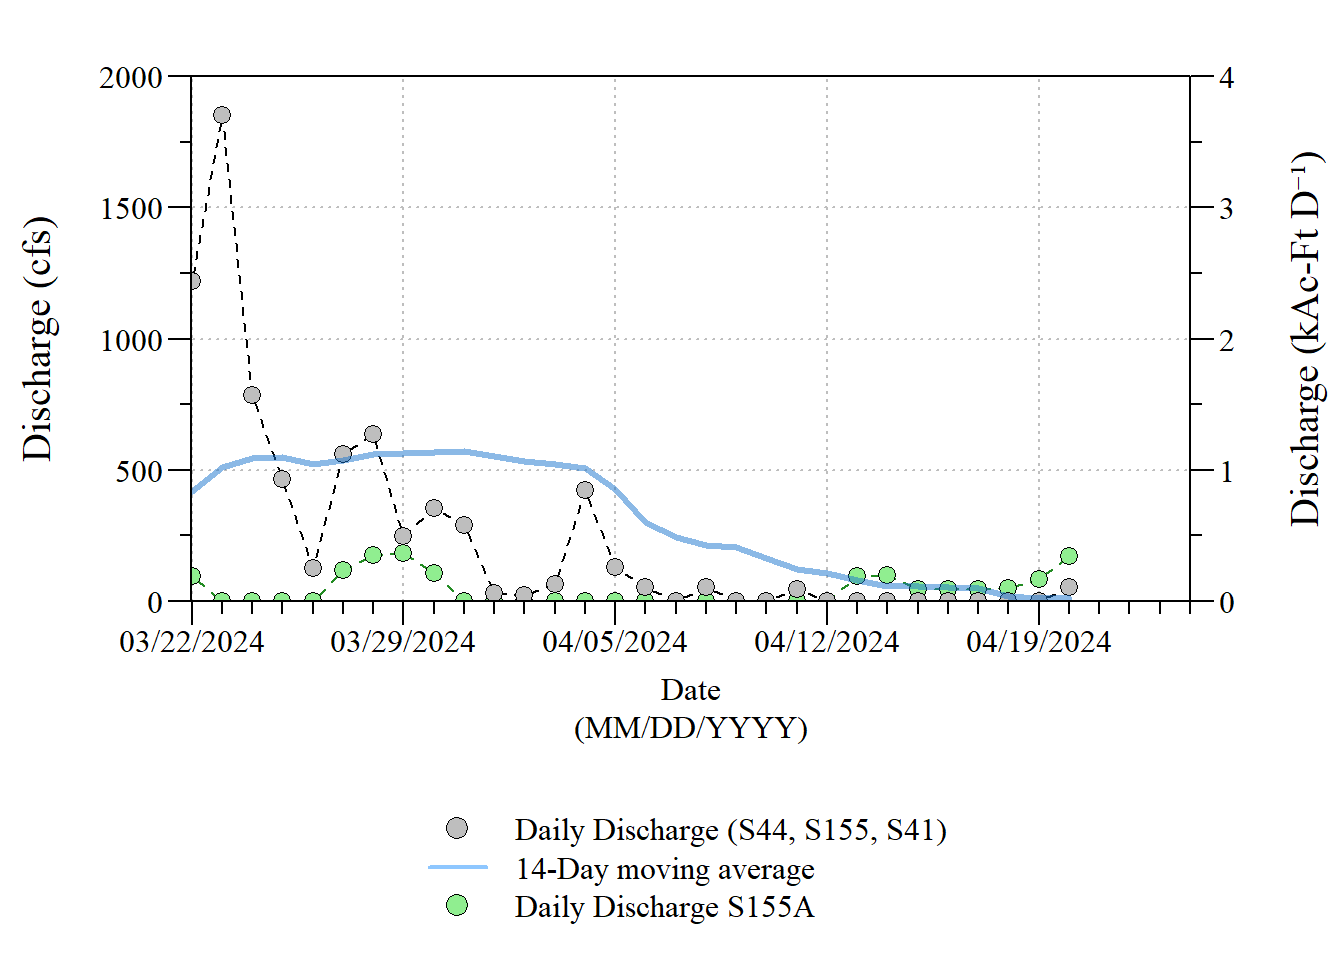 2000
1500
1000
500
0
Discharge (cfs)
4
3
2
1
0
Discharge (kAc-Ft D⁻¹)
03/22/2024
03/29/2024
04/05/2024
04/12/2024
04/19/2024
Date
(MM/DD/YYYY)
Daily Discharge (S44, S155, S41)
14-Day moving average
Daily Discharge S155A